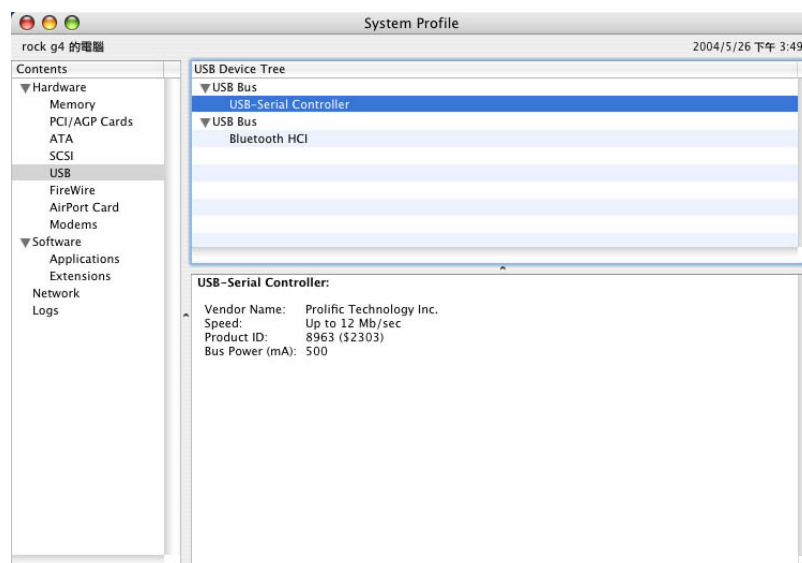 System Profile
rock g4 的電腦
2004/5/26 下午 3:49
Contents
Hardware
Memory
PCI/AGP Cards
ATA
SCSI
USB
FireWire
AirPort Card
Modems
Software
Applications
Extensions
Network
Logs
USB Device Tree
USB Bus
USB-Serial Controller
USB Bus
Bluetooth HCI
USB-Serial Controller:
Vendor Name: Prolific Technology Inc.
Speed: Up to 12 Mb/sec
Product ID: 8963 ($2303)
Bus Power (mA): 500